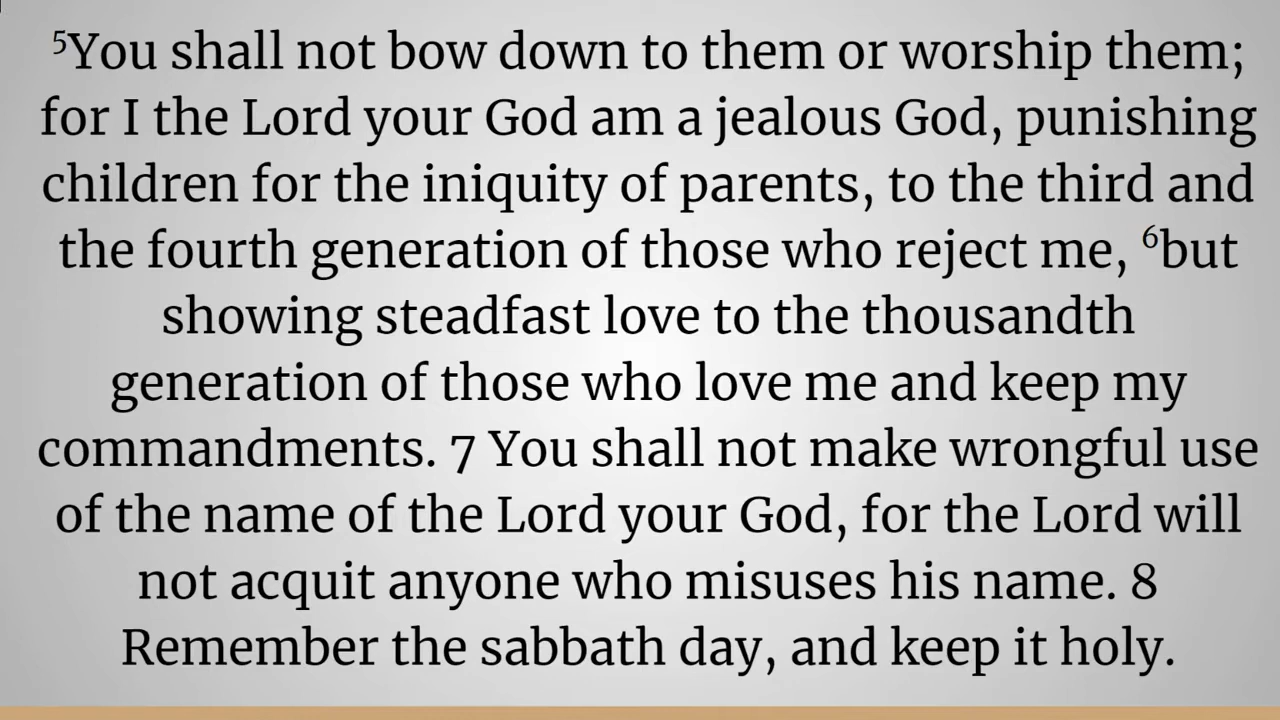 ⁵You shall not bow down to them or worship them;
for I the Lord your God am a jealous God, punishing
children for the iniquity of parents, to the third and
the fourth generation of those who reject me, ⁶but
showing steadfast love to the thousandth
generation of those who love me and keep my
commandments. 7 You shall not make wrongful use
of the name of the Lord your God, for the Lord will
not acquit anyone who misuses his name. 8
Remember the sabbath day, and keep it holy.